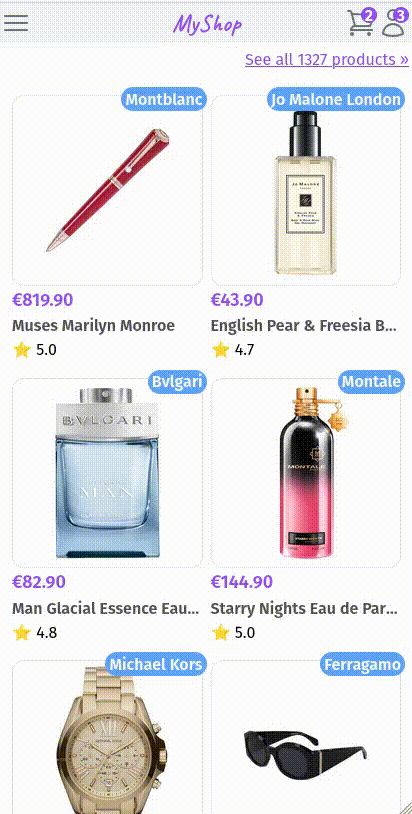 MyShop
2
3
See all 1327 products »
Montblanc
Jo Malone London
JO MALONE
LONDON
€819.90
€43.90
Muses Marilyn Monroe
English Pear & Freesia B...
5.0
4.7
Bvlgari
Montale
BVLGARI
MAN
MONTALE
€82.90
€144.90
Man Glacial Essence Eau...
Starry Nights Eau de Par...
4.8
5.0
Michael Kors
Ferragamo